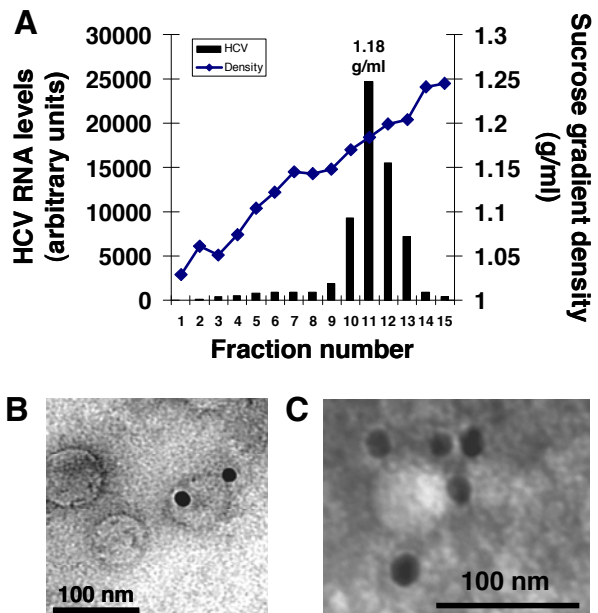 A
HCV RNA levels
(arbitrary units)
30000
25000
20000
15000
10000
5000
0
HCV
Density
1.18
g/ml
1.3
1.25
1.2
1.15
1.1
1.05
1
Sucrose gradient density
(g/ml)
1 2 3 4 5 6 7 8 9 10 11 12 13 14 15
Fraction number
B
100 nm
C
100 nm